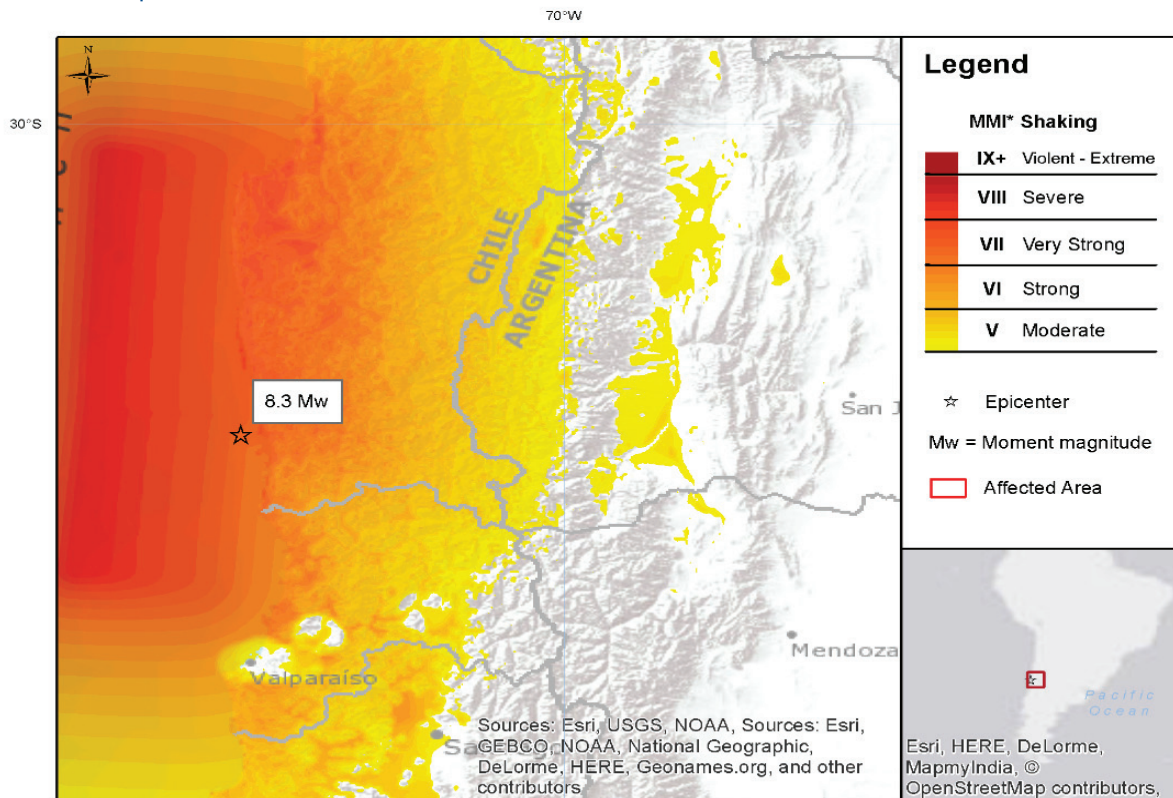 70°W
N
30°S
CHILE
ARGENTINA
8.3 Mw
San J
Mendoza
Valparaíso
Sa
Sources: Esri, USGS, NOAA, Sources: Esri,
GEBCO, NOAA, National Geographic,
DeLorme, HERE, Geonames.org, and other
contributors
Legend
MMI* Shaking
IX+ Violent - Extreme
VIII Severe
VII Very Strong
VI Strong
V Moderate
Epicenter
Mw = Moment magnitude
Affected Area
Pacific
Ocean
Esri, HERE, DeLorme,
MapmyIndia, ©
OpenStreetMap contributors,